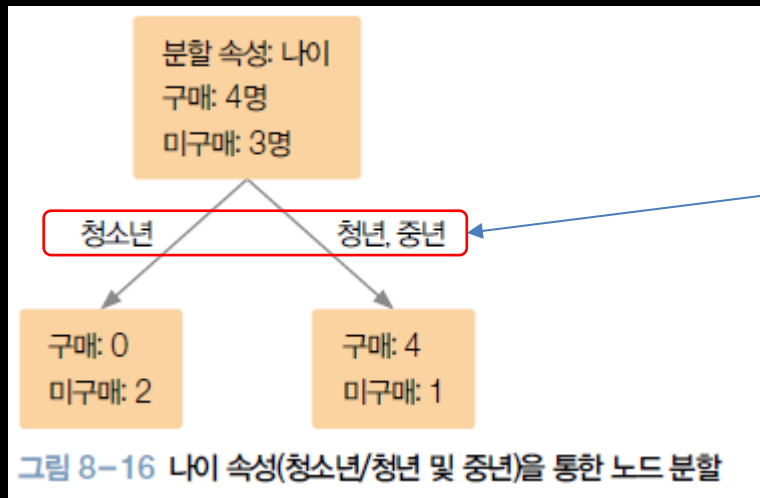 분할 속성: 나이
구매: 4명
미구매: 3명
청소년
청년, 중년
구매: 0
미구매: 2
구매: 4
미구매: 1
그림 8-16 나이 속성(청소년/청년 및 중년)을 통한 노드 분할